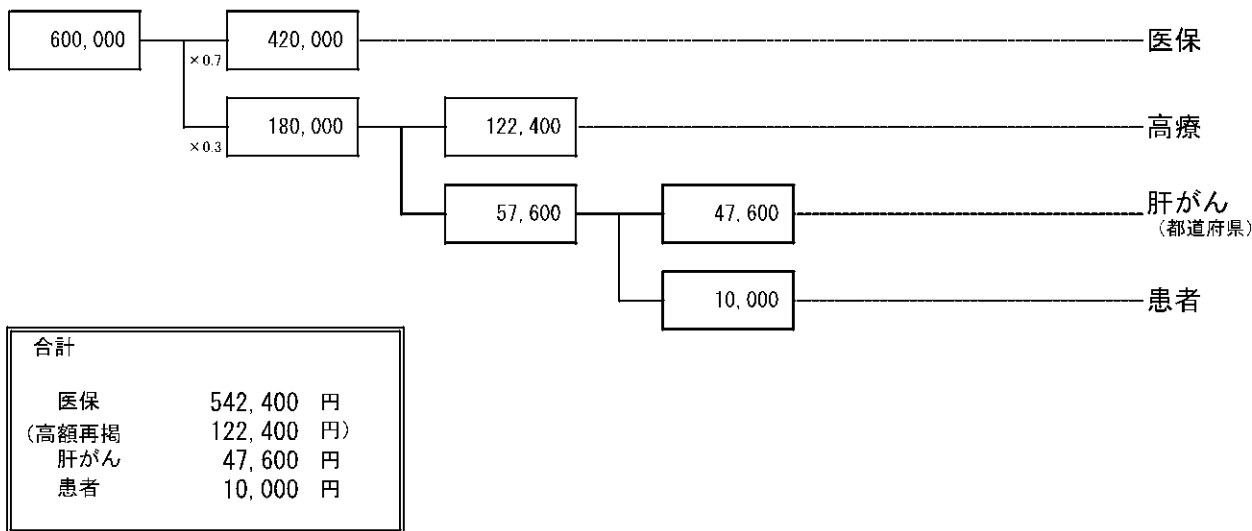 600,000 420,000 医保
×0.7
180,000 122,400 高療
×0.3
57,600 47,600 肝がん
（都道府県）
10,000 患者
合計
医保 542,400 円
(高額再掲 122,400 円)
肝がん 47,600 円
患者 10,000 円